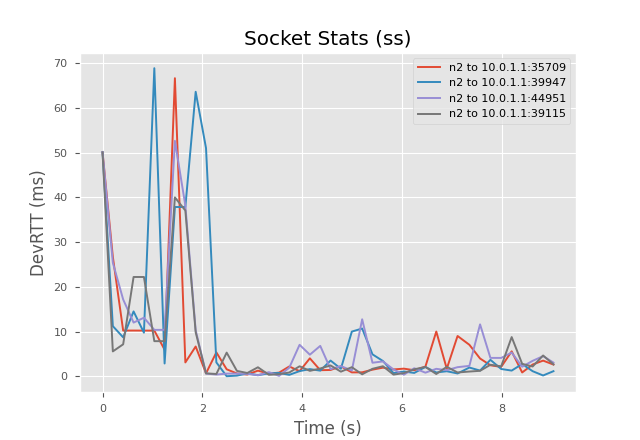 Socket Stats (ss)
n2 to 10.0.1.1:35709
n2 to 10.0.1.1:39947
n2 to 10.0.1.1:44951
n2 to 10.0.1.1:39115
DevRTT (ms)
70
60
50
40
30
20
10
0
0 2 4 6 8
Time (s)